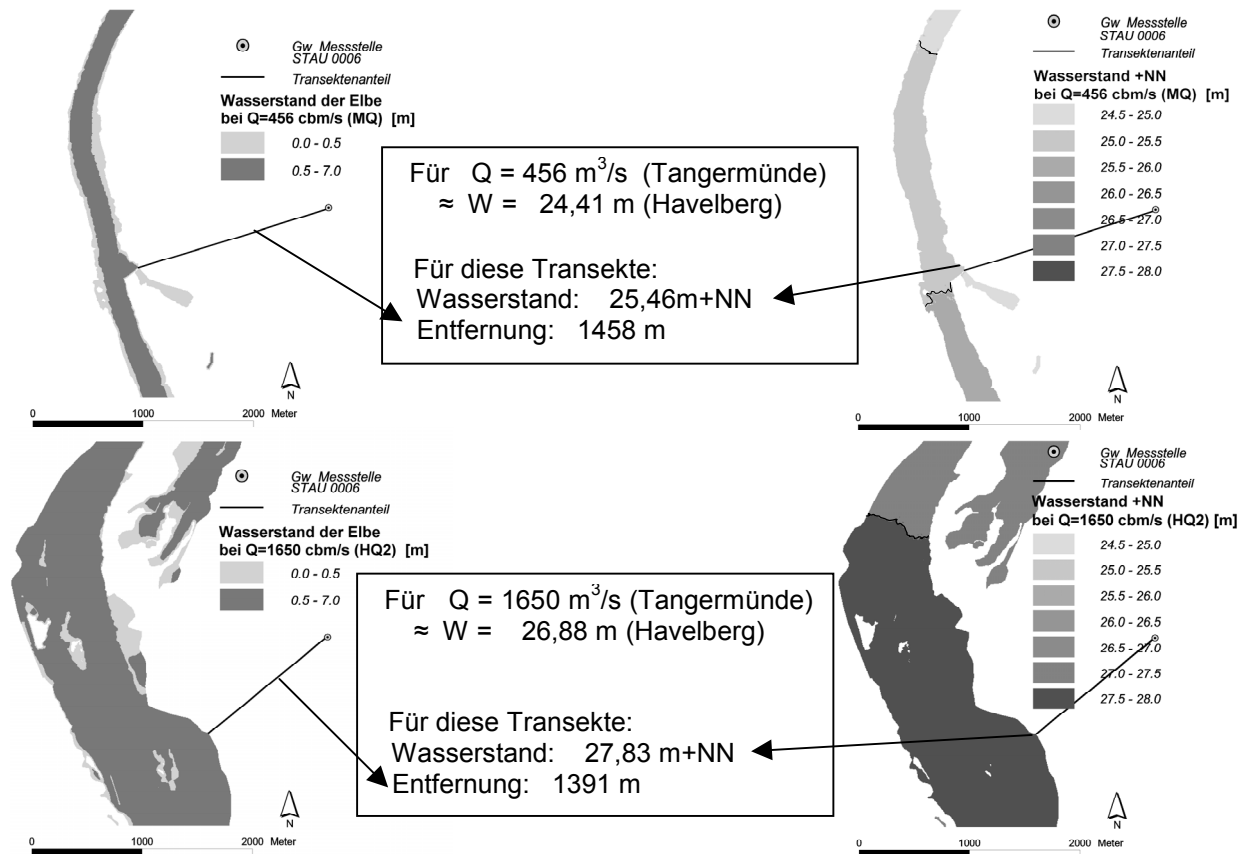 Gw Messstelle
STAU 0006
Transektenanteil
Wasserstand der Elbe
bei Q=456 cbm/s (MQ) [m]
0.0 - 0.5
0.5 - 7.0
N
0 1000 2000 Meter
Für Q = 456 m³/s (Tangermünde)
≈ W = 24,41 m (Havelberg)
Für diese Transekte:
Wasserstand: 25,46m+NN
Entfernung: 1458 m
Gw Messstelle
STAU 0006
Transektenanteil
Wasserstand +NN
bei Q=456 cbm/s (MQ) [m]
24.5 - 25.0
25.0 - 25.5
25.5 - 26.0
26.0 - 26.5
26.5 - 27.0
27.0 - 27.5
27.5 - 28.0
N
0 1000 2000 Meter
Gw Messstelle
STAU 0006
Transektenanteil
Wasserstand der Elbe
bei Q=1650 cbm/s (HQ2) [m]
0.0 - 0.5
0.5 - 7.0
N
0 1000 2000 Meter
Für Q = 1650 m³/s (Tangermünde)
≈ W = 26,88 m (Havelberg)
Für diese Transekte:
Wasserstand: 27,83 m+NN
Entfernung: 1391 m
Gw Messstelle
STAU 0006
Transektenanteil
Wasserstand +NN
bei Q=1650 cbm/s (HQ2) [m]
24.5 - 25.0
25.0 - 25.5
25.5 - 26.0
26.0 - 26.5
26.5 - 27.0
27.0 - 27.5
27.5 - 28.0
N
0 1000 2000 Meter